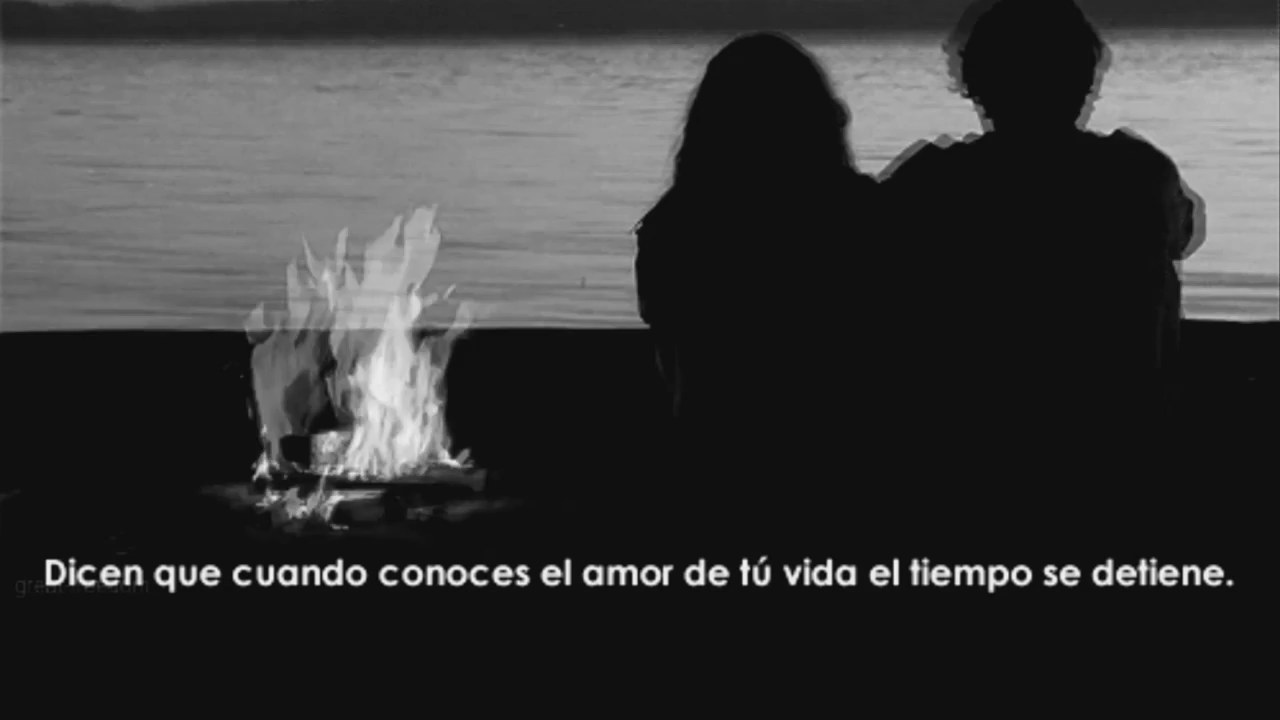 Dicen que cuando conoces el amor de tú vida el tiempo se detiene.